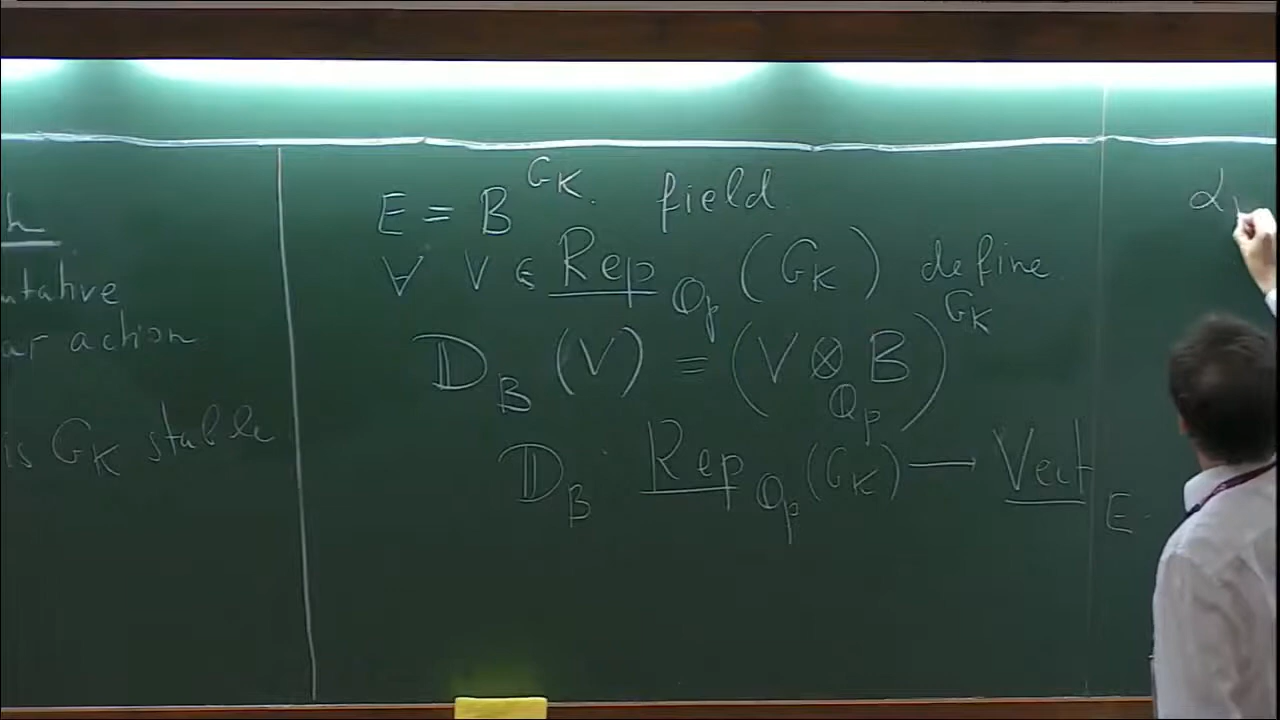 h
utative
ar action
is G_K stable
E = B^{G_K}. field.
∀ V ∈ Rep_{Q_p} (G_K) define
𝔻_B (V) = (V ⊗_{Q_p} B)^{G_K}
𝔻_B : Rep_{Q_p} (G_K) → Vect_E .
α